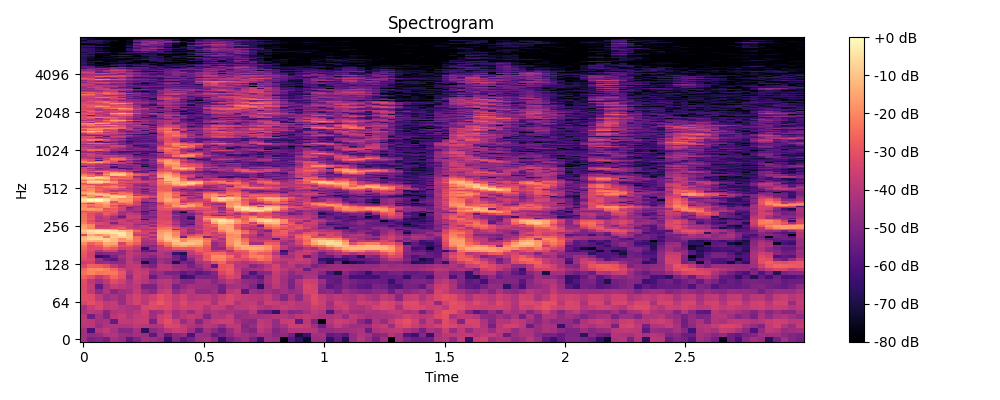 Spectrogram
Hz
4096
2048
1024
512
256
128
64
0
0
0.5
1
1.5
2
2.5
Time
+0 dB
-10 dB
-20 dB
-30 dB
-40 dB
-50 dB
-60 dB
-70 dB
-80 dB